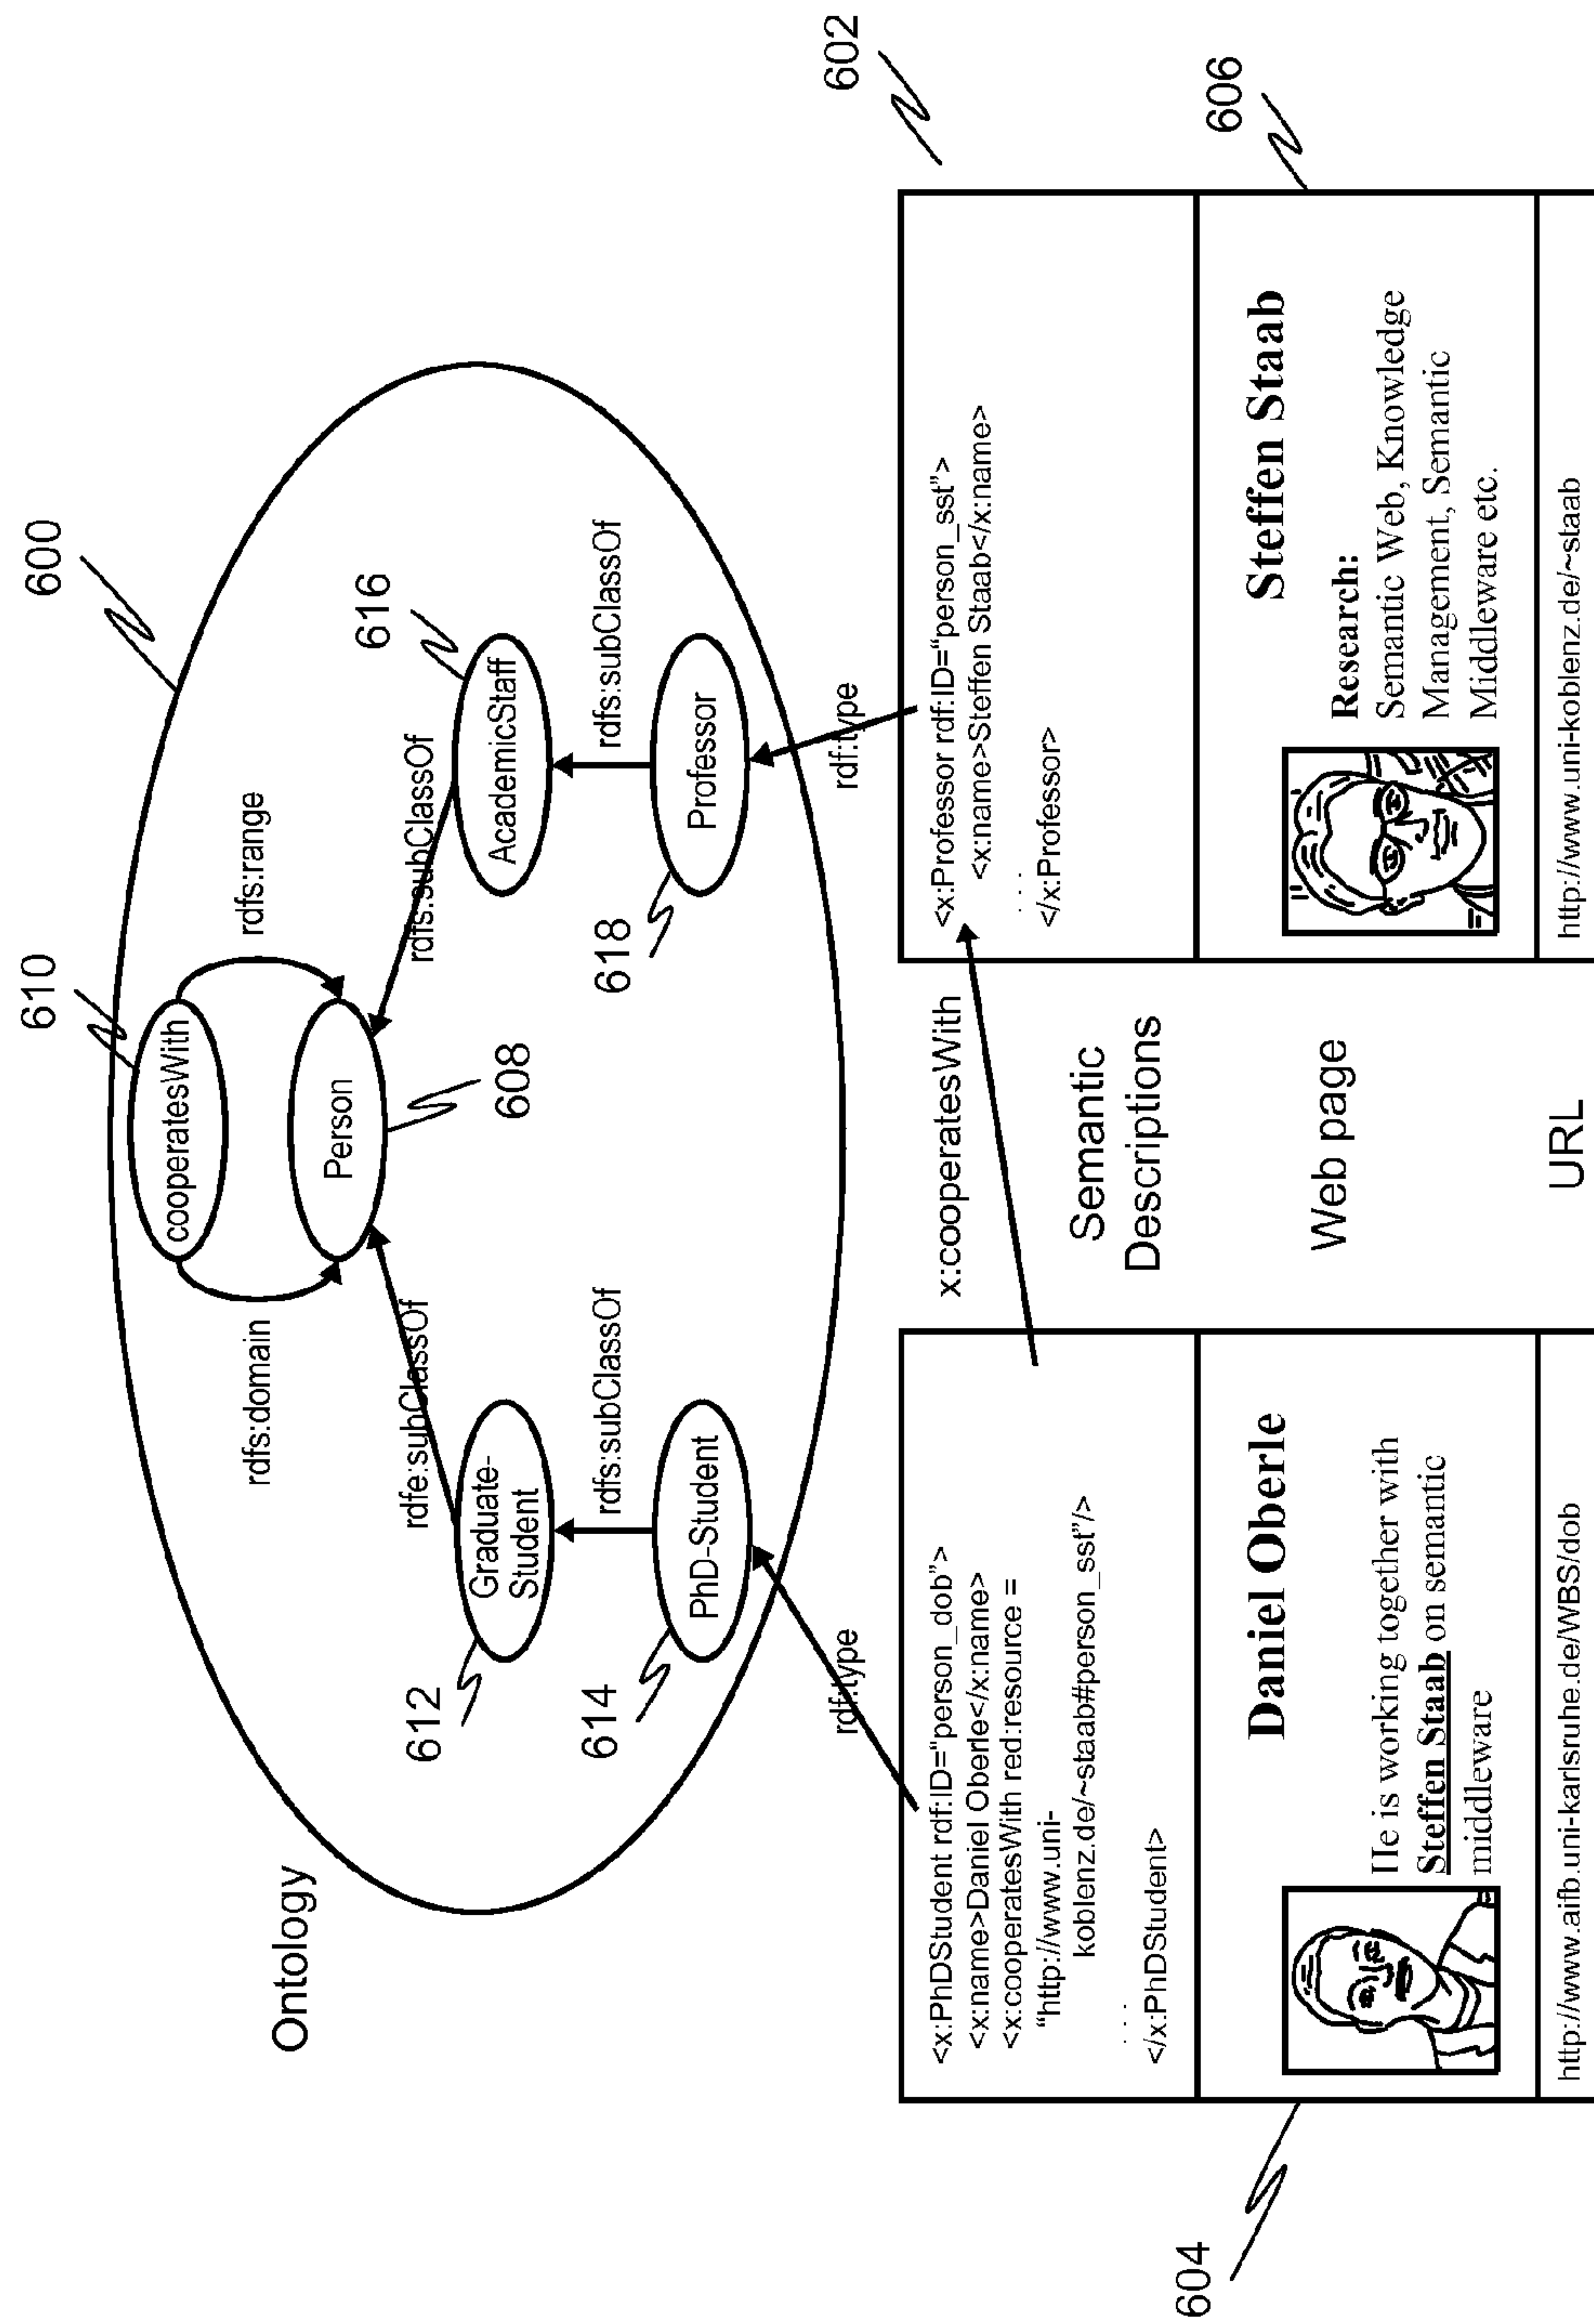 600
Ontology
610
cooperatesWith
rdfs:domain
rdfs:range
Person
608
rdfe:subClassOf
rdfs:subClassOf
612
Graduate-
Student
616
AcademicStaff
rdfs:subClassOf
rdfs:subClassOf
614
PhD-Student
618
Professor
rdf:type
rdf:type
602
<x:PhDStudent rdf:ID="person_dob">
<x:name>Daniel Oberle</x:name>
<x:cooperatesWith red:resource =
"http://www.uni-
koblenz.de/~staab#person_sst"/>
. . .
</x:PhDStudent>
x:cooperatesWith
Semantic
Descriptions
<x:Professor rdf:ID="person_sst">
<x:name>Steffen Staab</x:name>
. . .
</x:Professor>
604
Daniel Oberle
He is working together with
Steffen Staab on semantic
middleware
Web page
606
Steffen Staab
Research:
Semantic Web, Knowledge
Management, Semantic
Middleware etc.
http://www.aifb.uni-karlsruhe.de/WBS/dob
URL
http://www.uni-koblenz.de/~staab